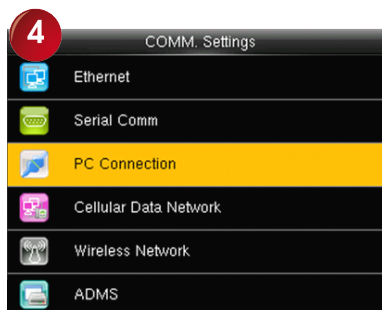 4
COMM. Settings
Ethernet
Serial Comm
PC Connection
Cellular Data Network
Wireless Network
ADMS